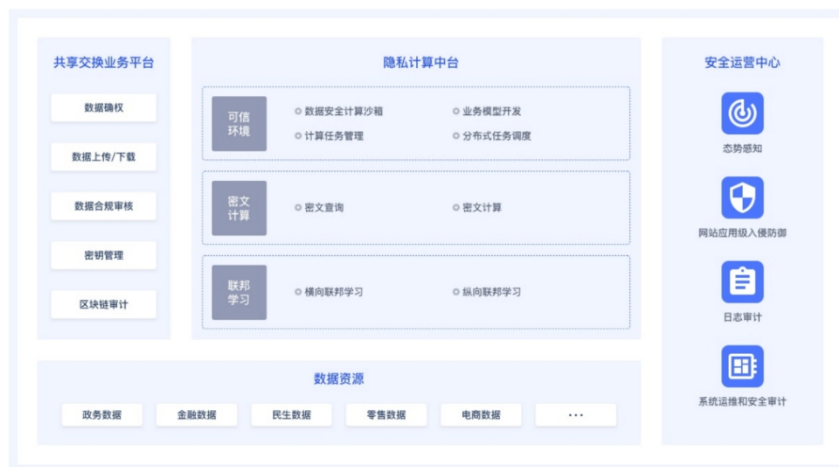 共享交换业务平台
数据确权
数据上传/下载
数据合规审核
密钥管理
区块链审计
隐私计算中台
可信
环境
数据安全计算沙箱
业务模型开发
计算任务管理
分布式任务调度
密文
计算
密文查询
密文计算
联邦
学习
横向联邦学习
纵向联邦学习
安全运营中心
态势感知
网站应用级入侵防御
日志审计
系统运维和安全审计
数据资源
政务数据
金融数据
民生数据
零售数据
电商数据
···